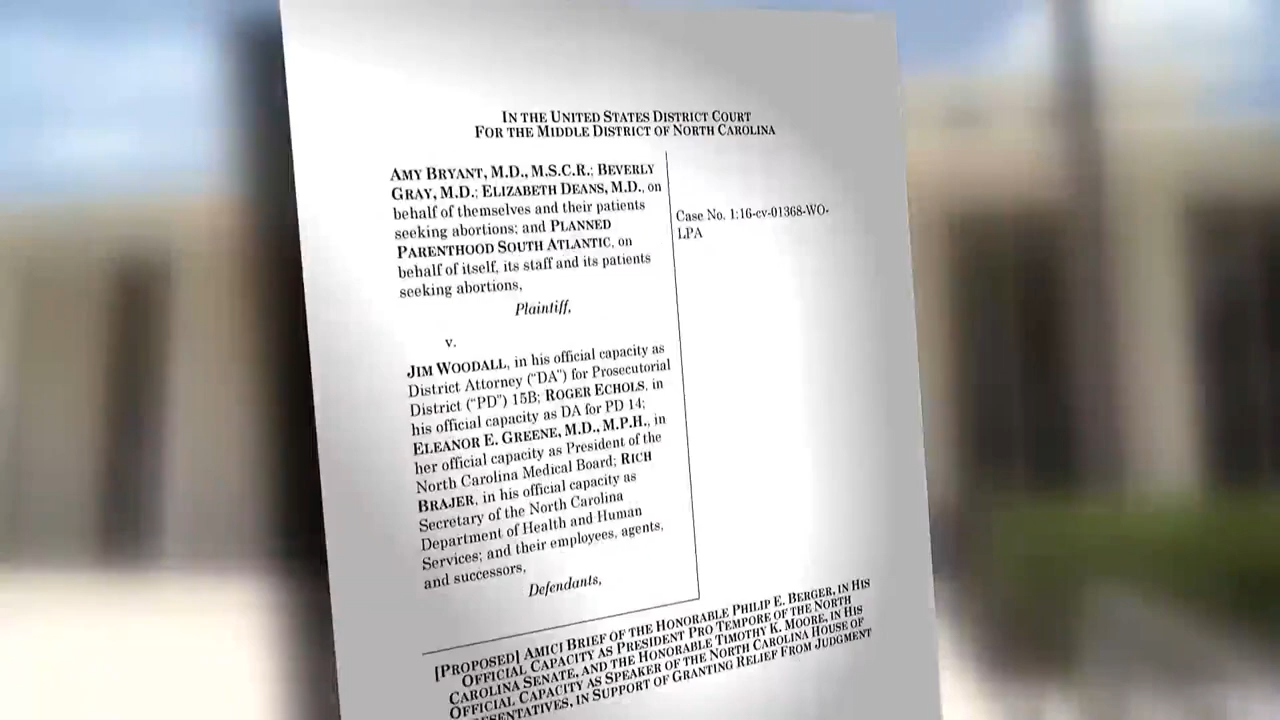 IN THE UNITED STATES DISTRICT COURT
FOR THE MIDDLE DISTRICT OF NORTH CAROLINA
AMY BRYANT, M.D., M.S.C.R.; BEVERLY
GRAY, M.D.; ELIZABETH DEANS, M.D., on
behalf of themselves and their patients
seeking abortions; and PLANNED
PARENTHOOD SOUTH ATLANTIC, on
behalf of itself, its staff and its patients
seeking abortions,
Plaintiff,
v.
JIM WOODALL, in his official capacity as
District Attorney (“DA”) for Prosecutorial
District (“PD”) 15B; ROGER ECHOLS, in
his official capacity as DA for PD 14;
ELEANOR E. GREENE, M.D., M.P.H., in
her official capacity as President of the
North Carolina Medical Board; RICH
BRAJER, in his official capacity as
Secretary of the North Carolina
Department of Health and Human
Services; and their employees, agents,
and successors,
Defendants,
Case No. 1:16-cv-01368-WO-
LPA
[PROPOSED] AMICI BRIEF OF THE HONORABLE PHILIP E. BERGER, IN HIS
OFFICIAL CAPACITY AS PRESIDENT PRO TEMPORE OF THE NORTH
CAROLINA SENATE, AND THE HONORABLE TIMOTHY K. MOORE, IN HIS
OFFICIAL CAPACITY AS SPEAKER OF THE NORTH CAROLINA HOUSE OF
ESENTATIVES, IN SUPPORT OF GRANTING RELIEF FROM JUDGMENT